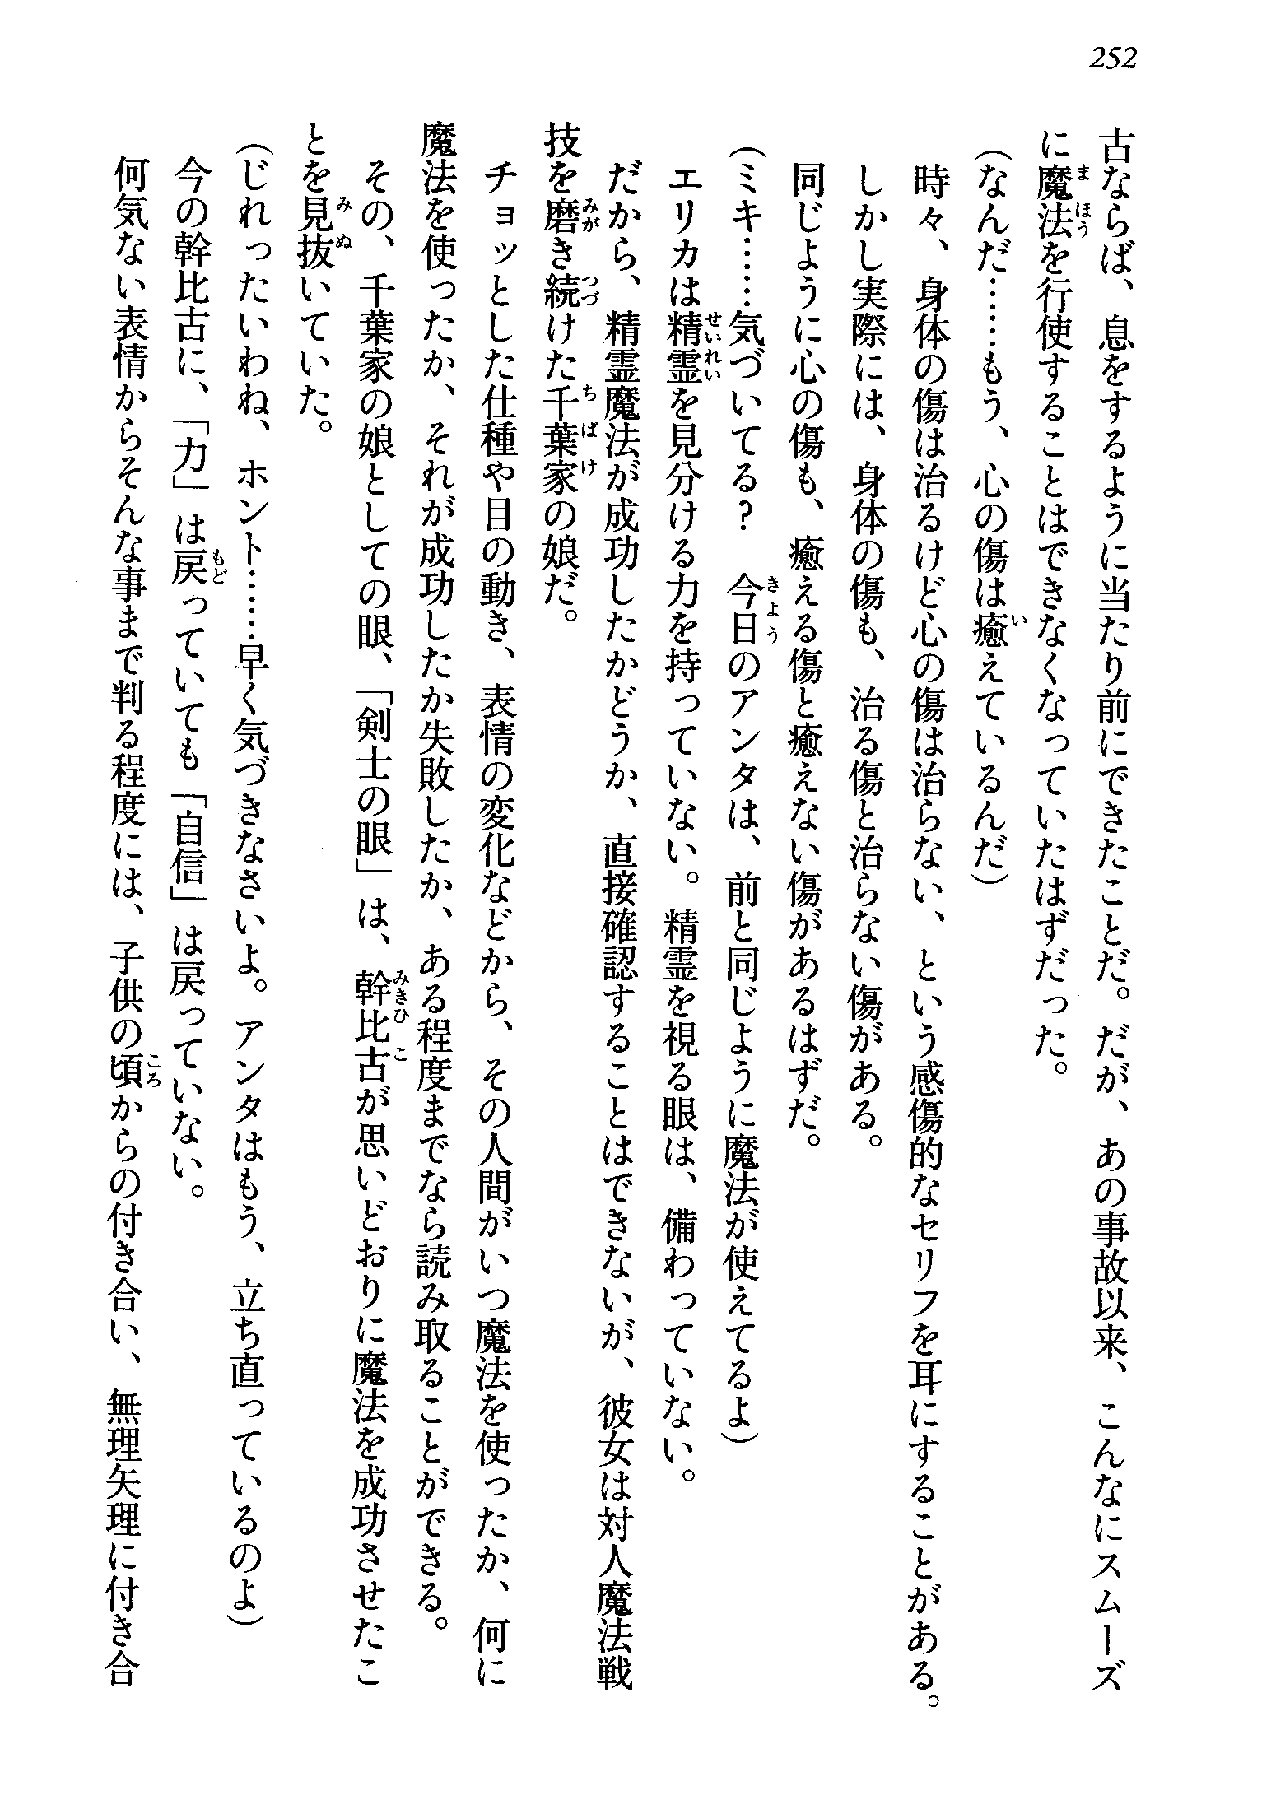 252
古ならば、息をするように当たり前にできたことだ。だが、あの事故以来、こんなにスムーズ
に魔法を行使することはできなくなっていたはずだった。
（なんだ……もう、心の傷は癒えているんだ）
時々、身体の傷は治るけど心の傷は治らない、という感傷的なセリフを耳にすることがある。
しかし実際には、身体の傷も、治る傷と治らない傷がある。
同じように心の傷も、癒える傷と癒えない傷があるはずだ。
（ミキ……気づいてる？　今日のアンタは、前と同じように魔法が使えてるよ）
エリカは精霊を見分ける力を持っていない。精霊を視る眼は、備わっていない。
だから、精霊魔法が成功したかどうか、直接確認することはできないが、彼女は対人魔法戦
技を磨き続けた千葉家の娘だ。
チョッとした仕種や目の動き、表情の変化などから、その人間がいつ魔法を使ったか、何に
魔法を使ったか、それが成功したか失敗したか、ある程度までなら読み取ることができる。
その、千葉家の娘としての眼、「剣士の眼」は、幹比古が思いどおりに魔法を成功させたこ
とを見抜いていた。
（じれったいわね、ホント……早く気づきなさいよ。アンタはもう、立ち直っているのよ）
今の幹比古に、「力」は戻っていても「自信」は戻っていない。
何気ない表情からそんな事まで判る程度には、子供の頃からの付き合い、無理矢理に付き合